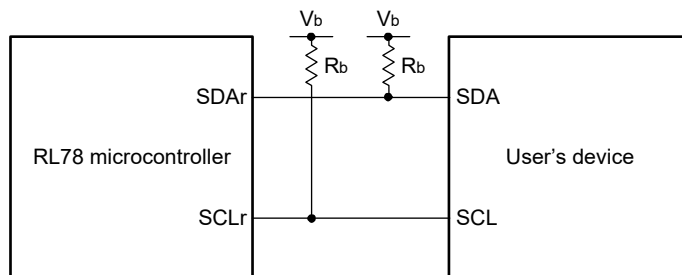 Vb Vb
Rb Rb
SDAr SDA
RL78 microcontroller User’s device
SCLr SCL